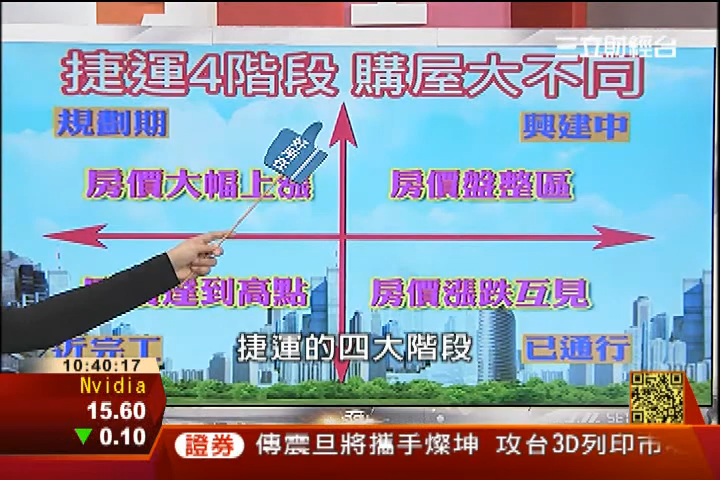 三立財經台
捷運4階段 購屋大不同
規劃期
興建中
房價大幅上漲
房價盤整區
達到高點
房價漲跌互見
近完工
已通行
捷運的四大階段
10:40:17
Nvidia
15.60
▼ 0.10
證券 傳震旦將攜手燦坤 攻台3D列印市